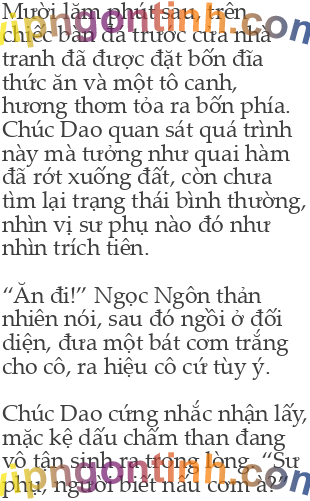 Mười lăm phút sau, trên
chiếc bàn đá trước cửa nhà
tranh đã được đặt bốn đĩa
thức ăn và một tô canh,
hương thơm tỏa ra bốn phía.
Chúc Dao quan sát quá trình
này mà tưởng như quai hàm
đã rớt xuống đất, còn chưa
tìm lại trạng thái bình thường,
nhìn vị sư phụ nào đó như
nhìn trích tiên.
“Ăn đi!” Ngọc Ngôn thản
nhiên nói, sau đó ngồi ở đối
diện, đưa một bát cơm trắng
cho cô, ra hiệu cô cứ tùy ý.
Chúc Dao cứng nhắc nhận lấy,
mặc kệ dấu chấm than đang
vô tận sinh ra trong lòng. “Sư
phụ, người biết nấu cơm à?”
vipngontinh.com
vipngontinh.com